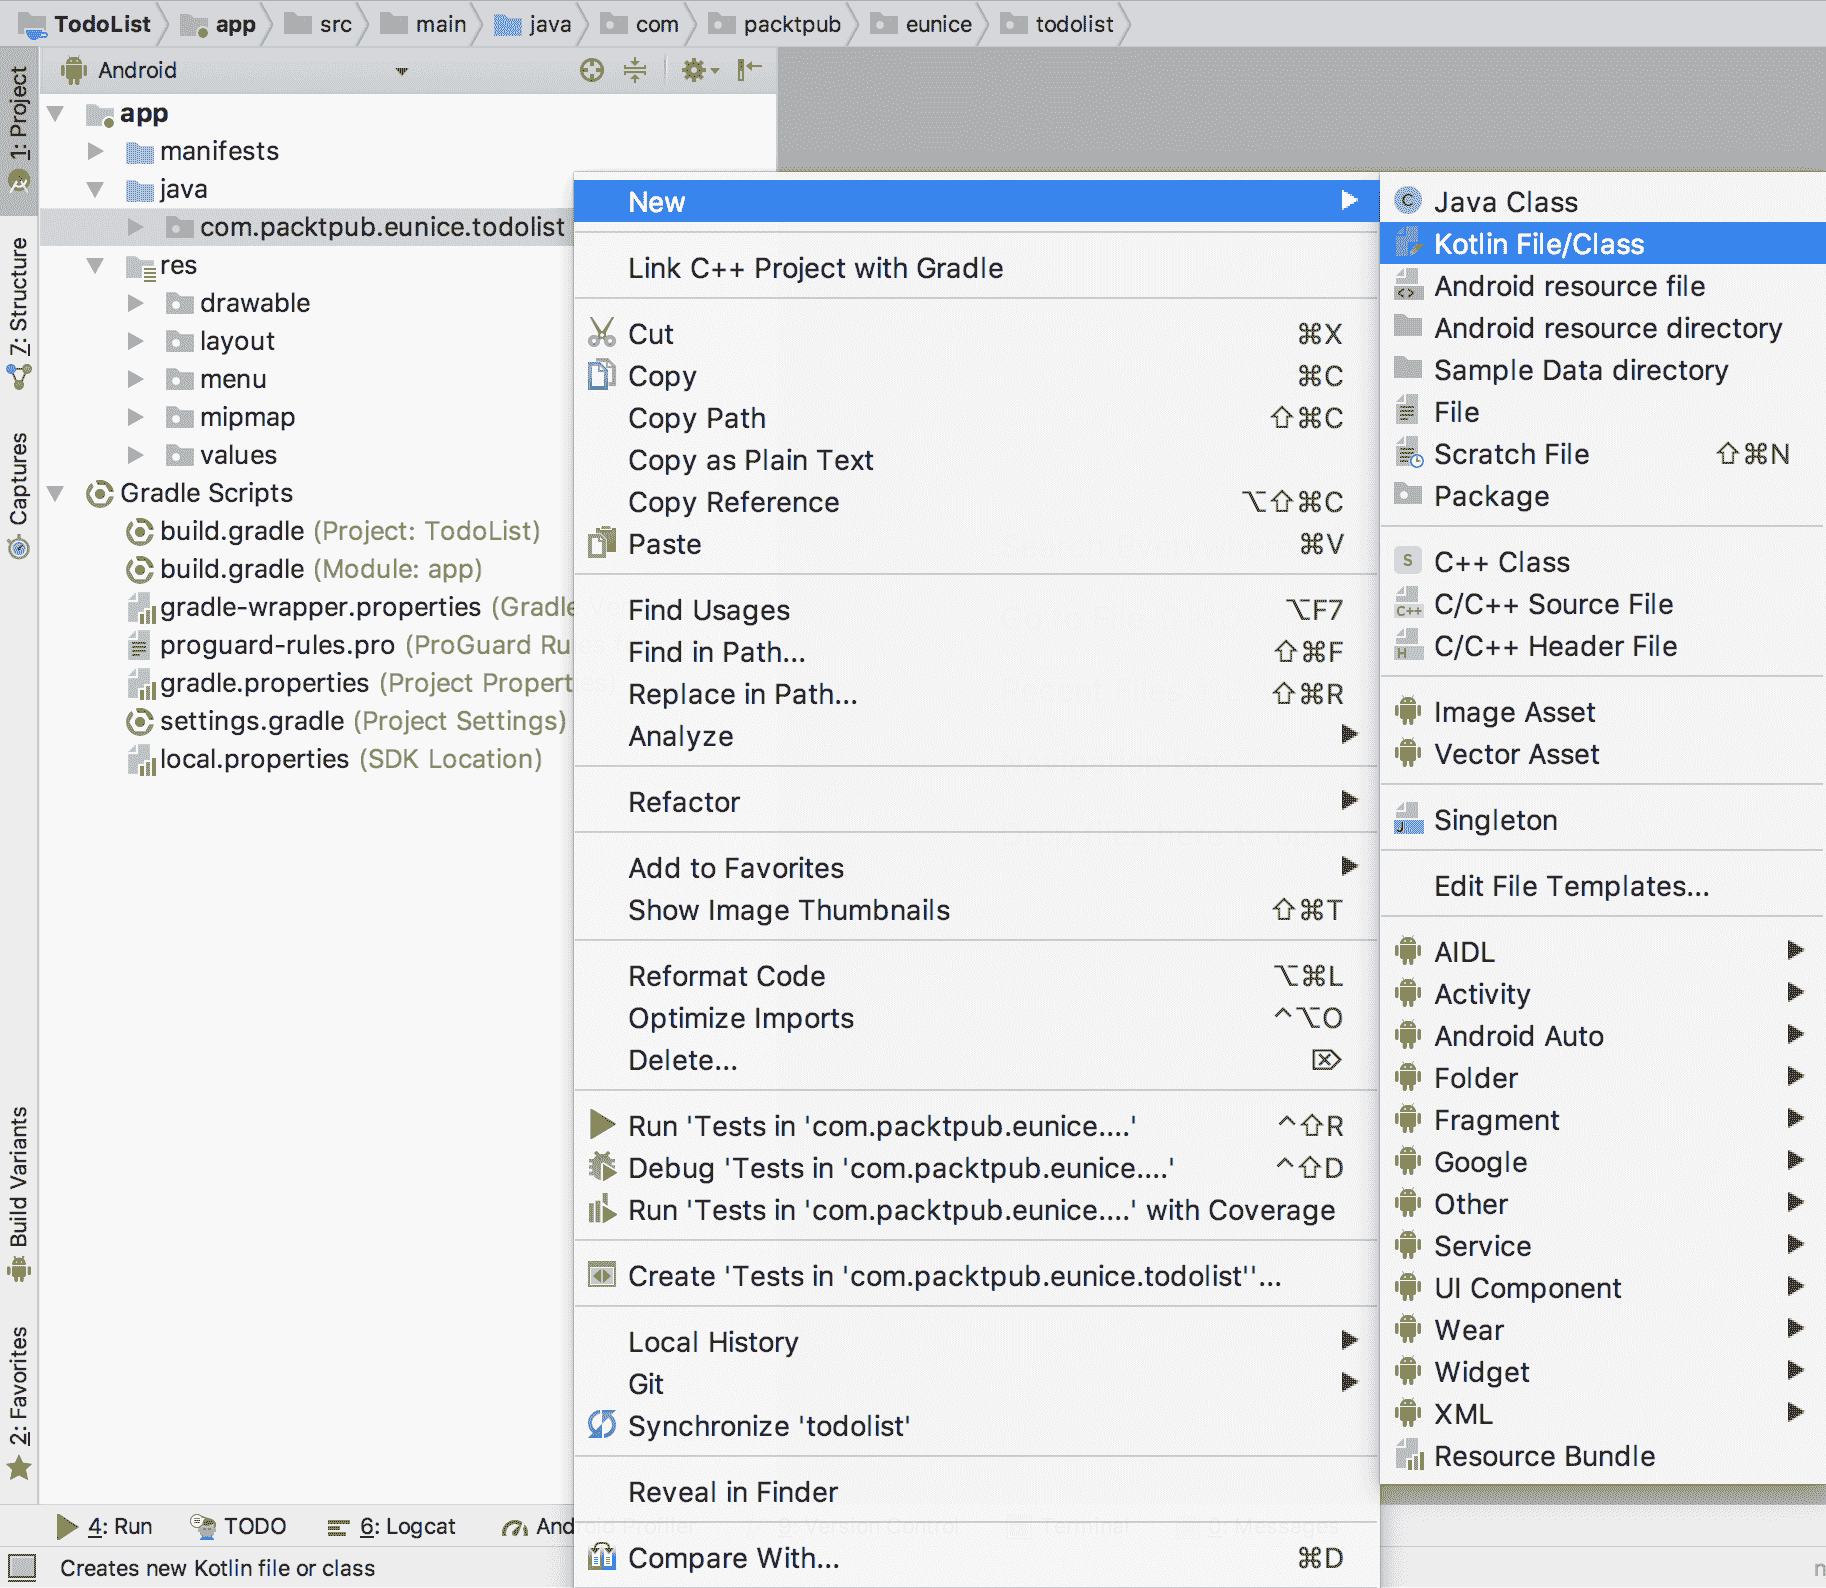 TodoList app src main java com packtpub eunice todolist
Android
1: Project
7: Structure
Captures
Build Variants
2: Favorites
app
manifests
java
com.packtpub.eunice.todolist
res
drawable
layout
menu
mipmap
values
Gradle Scripts
build.gradle (Project: TodoList)
build.gradle (Module: app)
gradle-wrapper.properties (Gradle
proguard-rules.pro (ProGuard Ru
gradle.properties (Project Propert
settings.gradle (Project Settings)
local.properties (SDK Location)
New
Link C++ Project with Gradle
Cut ⌘X
Copy ⌘C
Copy Path ⇧⌘C
Copy as Plain Text
Copy Reference ⌥⇧⌘C
Paste ⌘V
Find Usages ⌥F7
Find in Path... ⇧⌘F
Replace in Path... ⇧⌘R
Analyze
Refactor
Add to Favorites
Show Image Thumbnails ⇧⌘T
Reformat Code ⌥⌘L
Optimize Imports ^⌥O
Delete... ⌦
Run 'Tests in 'com.packtpub.eunice....' ^⇧R
Debug 'Tests in 'com.packtpub.eunice....' ^⇧D
Run 'Tests in 'com.packtpub.eunice....' with Coverage
Create 'Tests in 'com.packtpub.eunice.todolist''...
Local History
Git
Synchronize 'todolist'
Reveal in Finder
Compare With... ⌘D
Java Class
Kotlin File/Class
Android resource file
Android resource directory
Sample Data directory
File
Scratch File ⇧⌘N
Package
C++ Class
C/C++ Source File
C/C++ Header File
Image Asset
Vector Asset
Singleton
Edit File Templates...
AIDL
Activity
Android Auto
Folder
Fragment
Google
Other
Service
UI Component
Wear
Widget
XML
Resource Bundle
4: Run TODO 6: Logcat Android Profiler Version Control Terminal Messages
Creates new Kotlin file or class